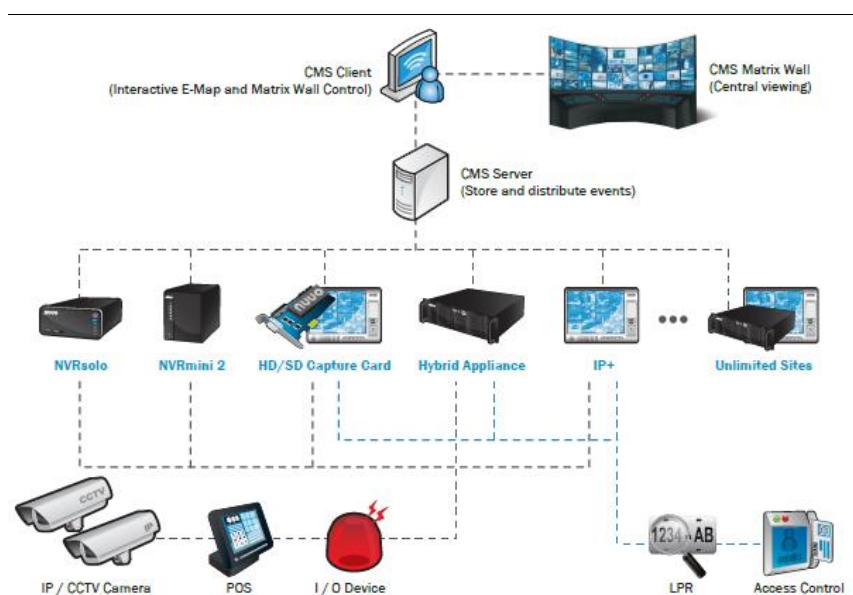 CMS Client
(Interactive E-Map and Matrix Wall Control)
CMS Matrix Wall
(Central viewing)
CMS Server
(Store and distribute events)
nuuo
NVRsolo
NVRmini 2
HD/SD Capture Card
Hybrid Appliance
IP+
Unlimited Sites
CCTV
IP
1234 AB
IP / CCTV Camera
POS
I / O Device
LPR
Access Control